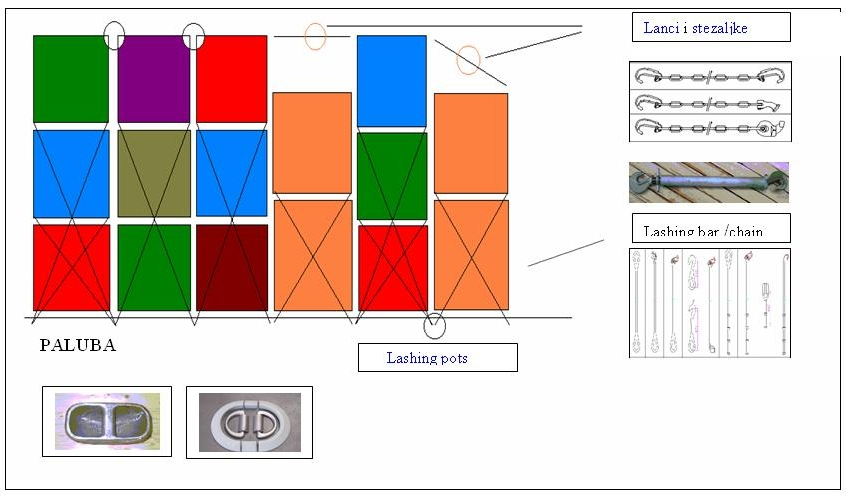 Lanci i stezaljke
Lashing bar /chain
PALUBA
Lashing pots